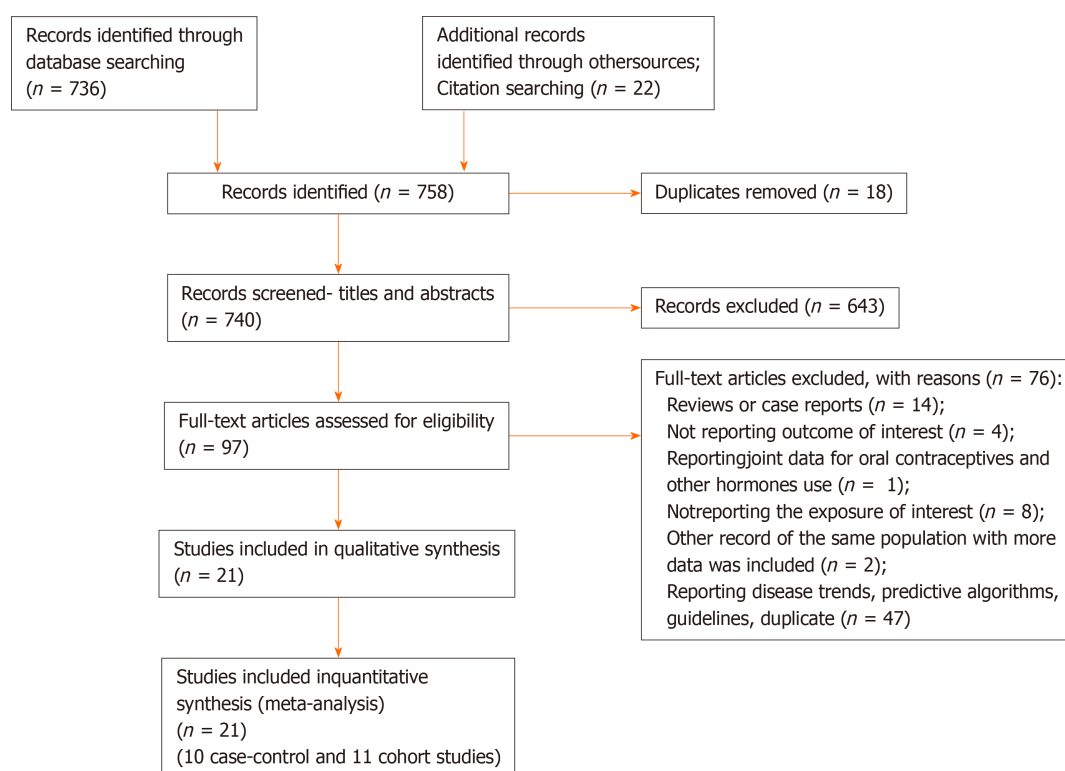 Records identified through
database searching
(n = 736)
Additional records
identified through othersources;
Citation searching (n = 22)
Records identified (n = 758)
Duplicates removed (n = 18)
Records screened- titles and abstracts
(n = 740)
Records excluded (n = 643)
Full-text articles assessed for eligibility
(n = 97)
Full-text articles excluded, with reasons (n = 76):
Reviews or case reports (n = 14);
Not reporting outcome of interest (n = 4);
Reportingjoint data for oral contraceptives and
other hormones use (n = 1);
Notreporting the exposure of interest (n = 8);
Other record of the same population with more
data was included (n = 2);
Reporting disease trends, predictive algorithms,
guidelines, duplicate (n = 47)
Studies included in qualitative synthesis
(n = 21)
Studies included inquantitative
synthesis (meta-analysis)
(n = 21)
(10 case-control and 11 cohort studies)